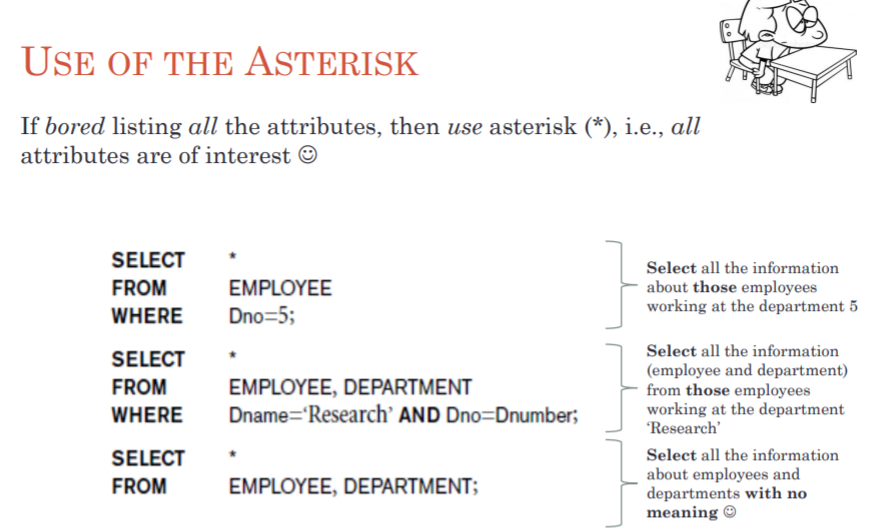 USE OF THE ASTERISK
If bored listing all the attributes, then use asterisk (*), i.e., all
attributes are of interest ☺
SELECT *
FROM EMPLOYEE
WHERE Dno=5;
Select all the information
about those employees
working at the department 5
SELECT *
FROM EMPLOYEE, DEPARTMENT
WHERE Dname=‘Research’ AND Dno=Dnumber;
Select all the information
(employee and department)
from those employees
working at the department
‘Research’
SELECT *
FROM EMPLOYEE, DEPARTMENT;
Select all the information
about employees and
departments with no
meaning ☺